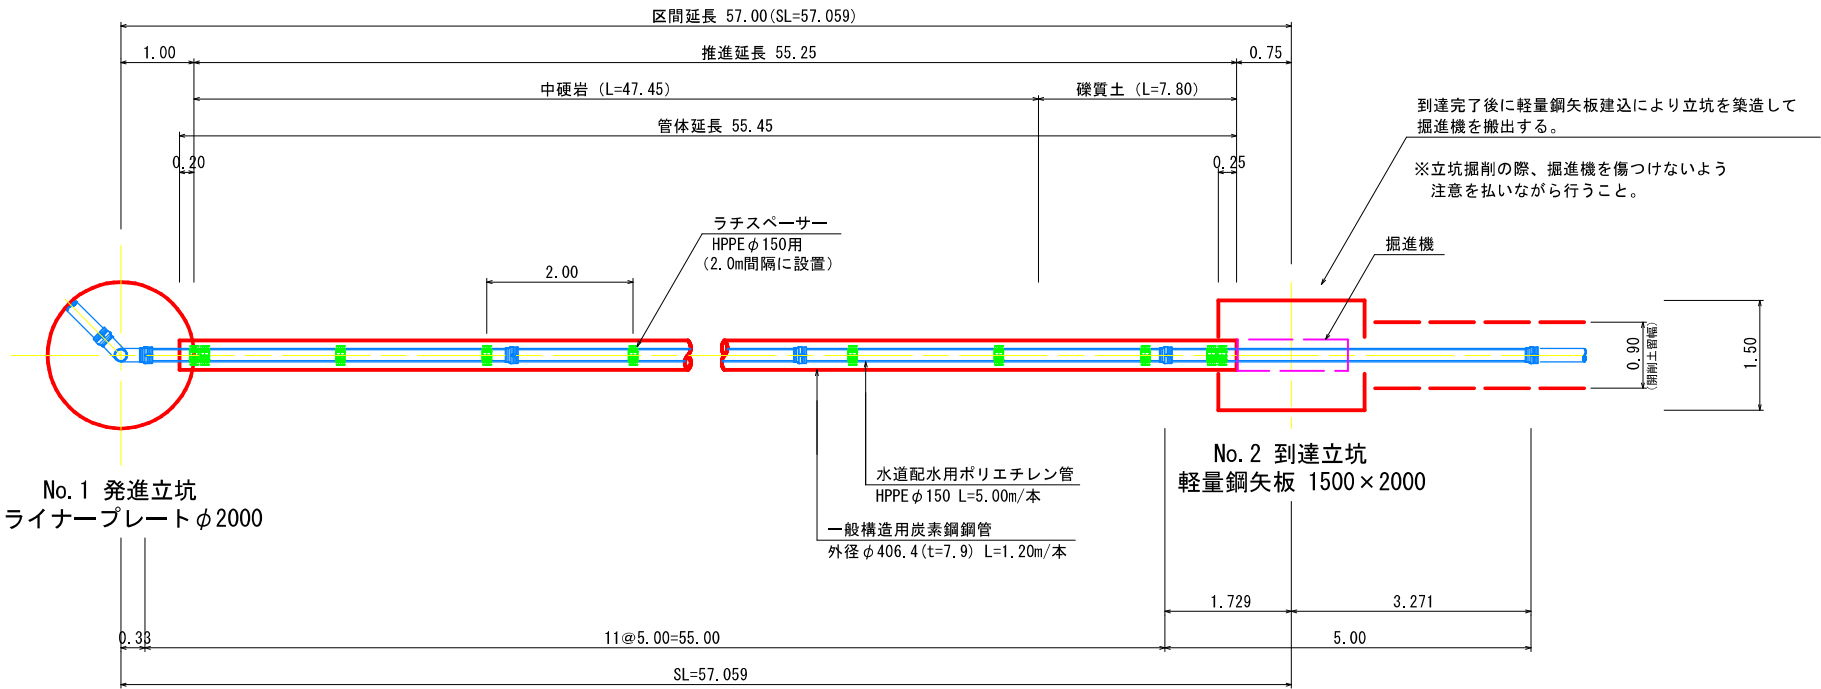 区間延長 57.00(SL=57.059)
1.00
推進延長 55.25
0.75
中硬岩 (L=47.45)
礫質土 (L=7.80)
管体延長 55.45
0.20
0.25
到達完了後に軽量鋼矢板建込により立坑を築造して
掘進機を搬出する。
※立坑掘削の際、掘進機を傷つけないよう
注意を払いながら行うこと。
ラチスペーサー
HPPEφ150用
(2.0m間隔に設置)
2.00
掘進機
0.90
(開削土留幅)
1.50
No.1 発進立坑
ライナープレートφ2000
No.2 到達立坑
軽量鋼矢板 1500×2000
水道配水用ポリエチレン管
HPPEφ150 L=5.00m/本
一般構造用炭素鋼鋼管
外径φ406.4(t=7.9) L=1.20m/本
1.729
3.271
0.33
11@5.00=55.00
5.00
SL=57.059